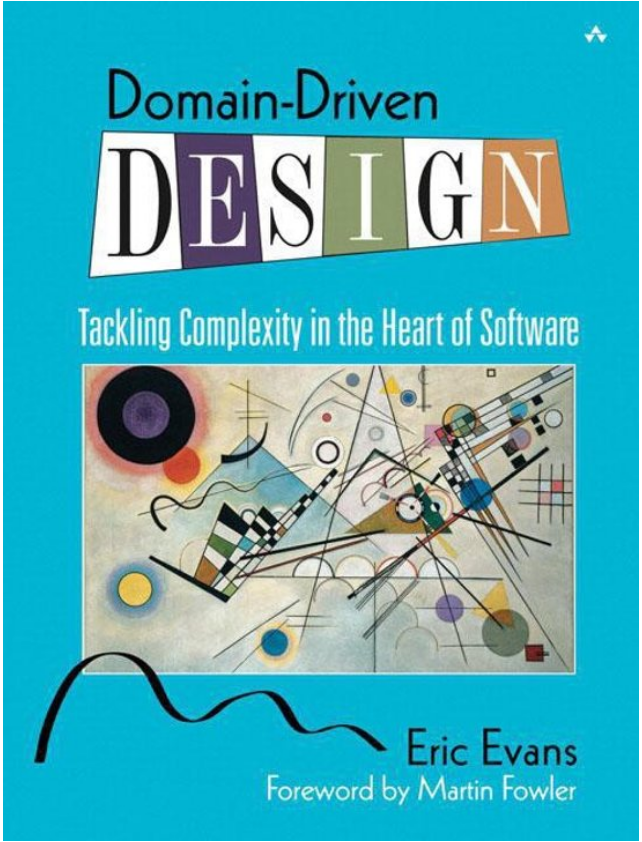 Domain-Driven
DESIGN
Tackling Complexity in the Heart of Software
Eric Evans
Foreword by Martin Fowler